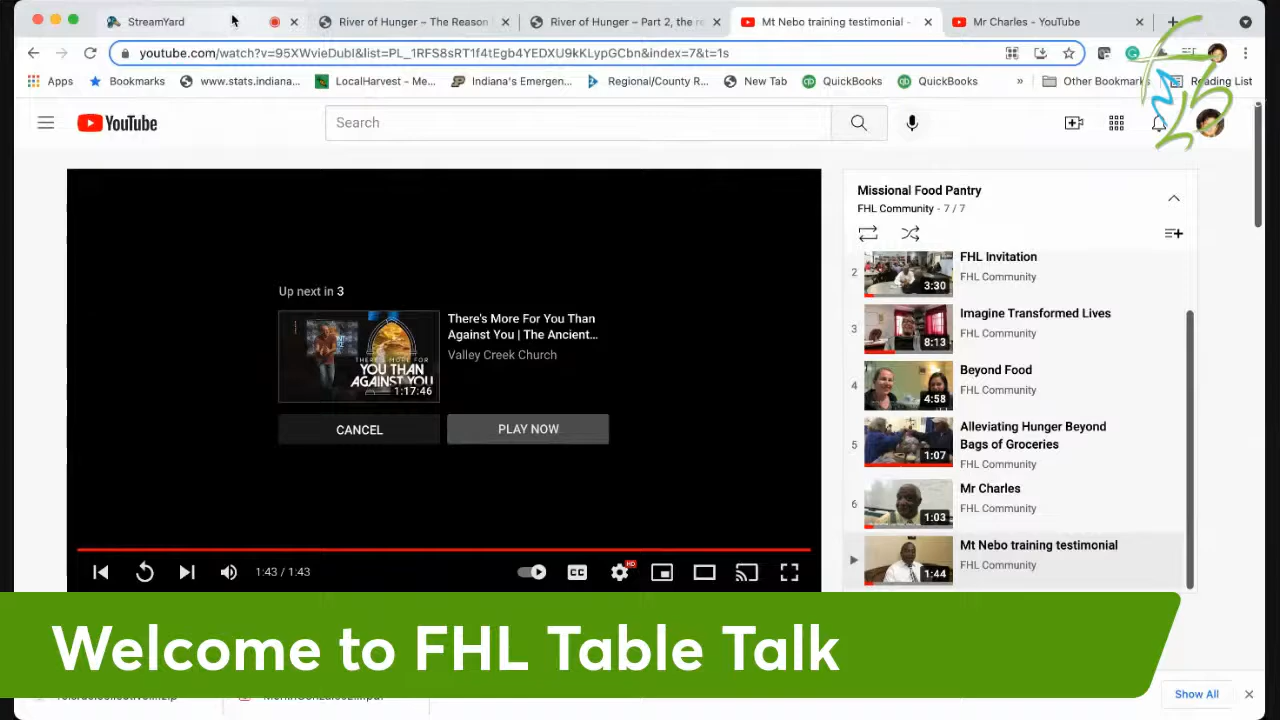 StreamYard
River of Hunger – The Reason
River of Hunger – Part 2, the re
Mt Nebo training testimonial -
Mr Charles - YouTube
youtube.com/watch?v=95XWvieDubI&list=PL_1RFS8sRT1f4tEgb4YEDXU9kKLypGCbn&index=7&t=1s
Apps
Bookmarks
www.stats.indiana...
LocalHarvest - Me...
Indiana's Emergen...
Regional/County R...
New Tab
QuickBooks
QuickBooks
»
Other Bookmarks
Reading List
YouTube
Search
Up next in 3
There's More For You Than
Against You | The Ancient...
Valley Creek Church
THERE'S MORE FOR
YOU THAN
AGAINST YOU
1:17:46
CANCEL
PLAY NOW
1:43 / 1:43
CC
HD
Missional Food Pantry
FHL Community - 7 / 7
2
3:30
FHL Invitation
FHL Community
3
8:13
Imagine Transformed Lives
FHL Community
4
4:58
Beyond Food
FHL Community
5
1:07
Alleviating Hunger Beyond
Bags of Groceries
FHL Community
6
1:03
Mr Charles
FHL Community
1:44
Mt Nebo training testimonial
FHL Community
Welcome to FHL Table Talk
Show All